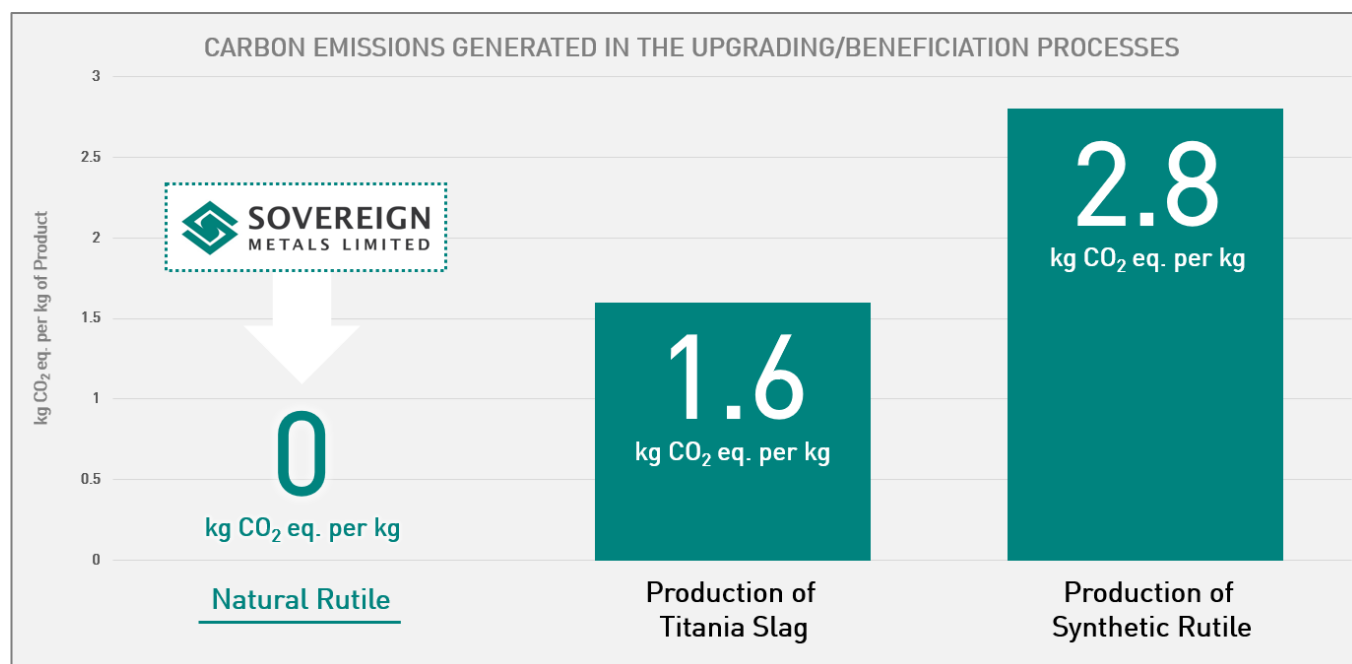 CARBON EMISSIONS GENERATED IN THE UPGRADING/BENEFICIATION PROCESSES
3
2.5
2
1.5
1
0.5
0
kg CO₂ eq. per kg of Product
SOVEREIGN
METALS LIMITED
0
kg CO₂ eq. per kg
1.6
kg CO₂ eq. per kg
2.8
kg CO₂ eq. per kg
Natural Rutile
Production of
Titania Slag
Production of
Synthetic Rutile